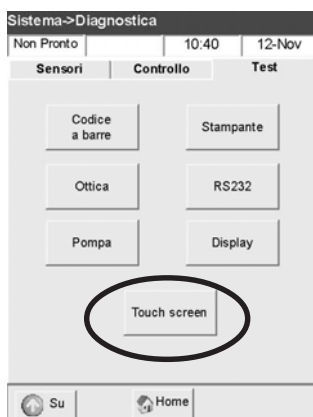 Sistema->Diagnostica
Non Pronto 10:40 12-Nov
Sensori Controllo Test
Codice
a barre
Stampante
Ottica RS232
Pompa Display
Touch screen
Su Home